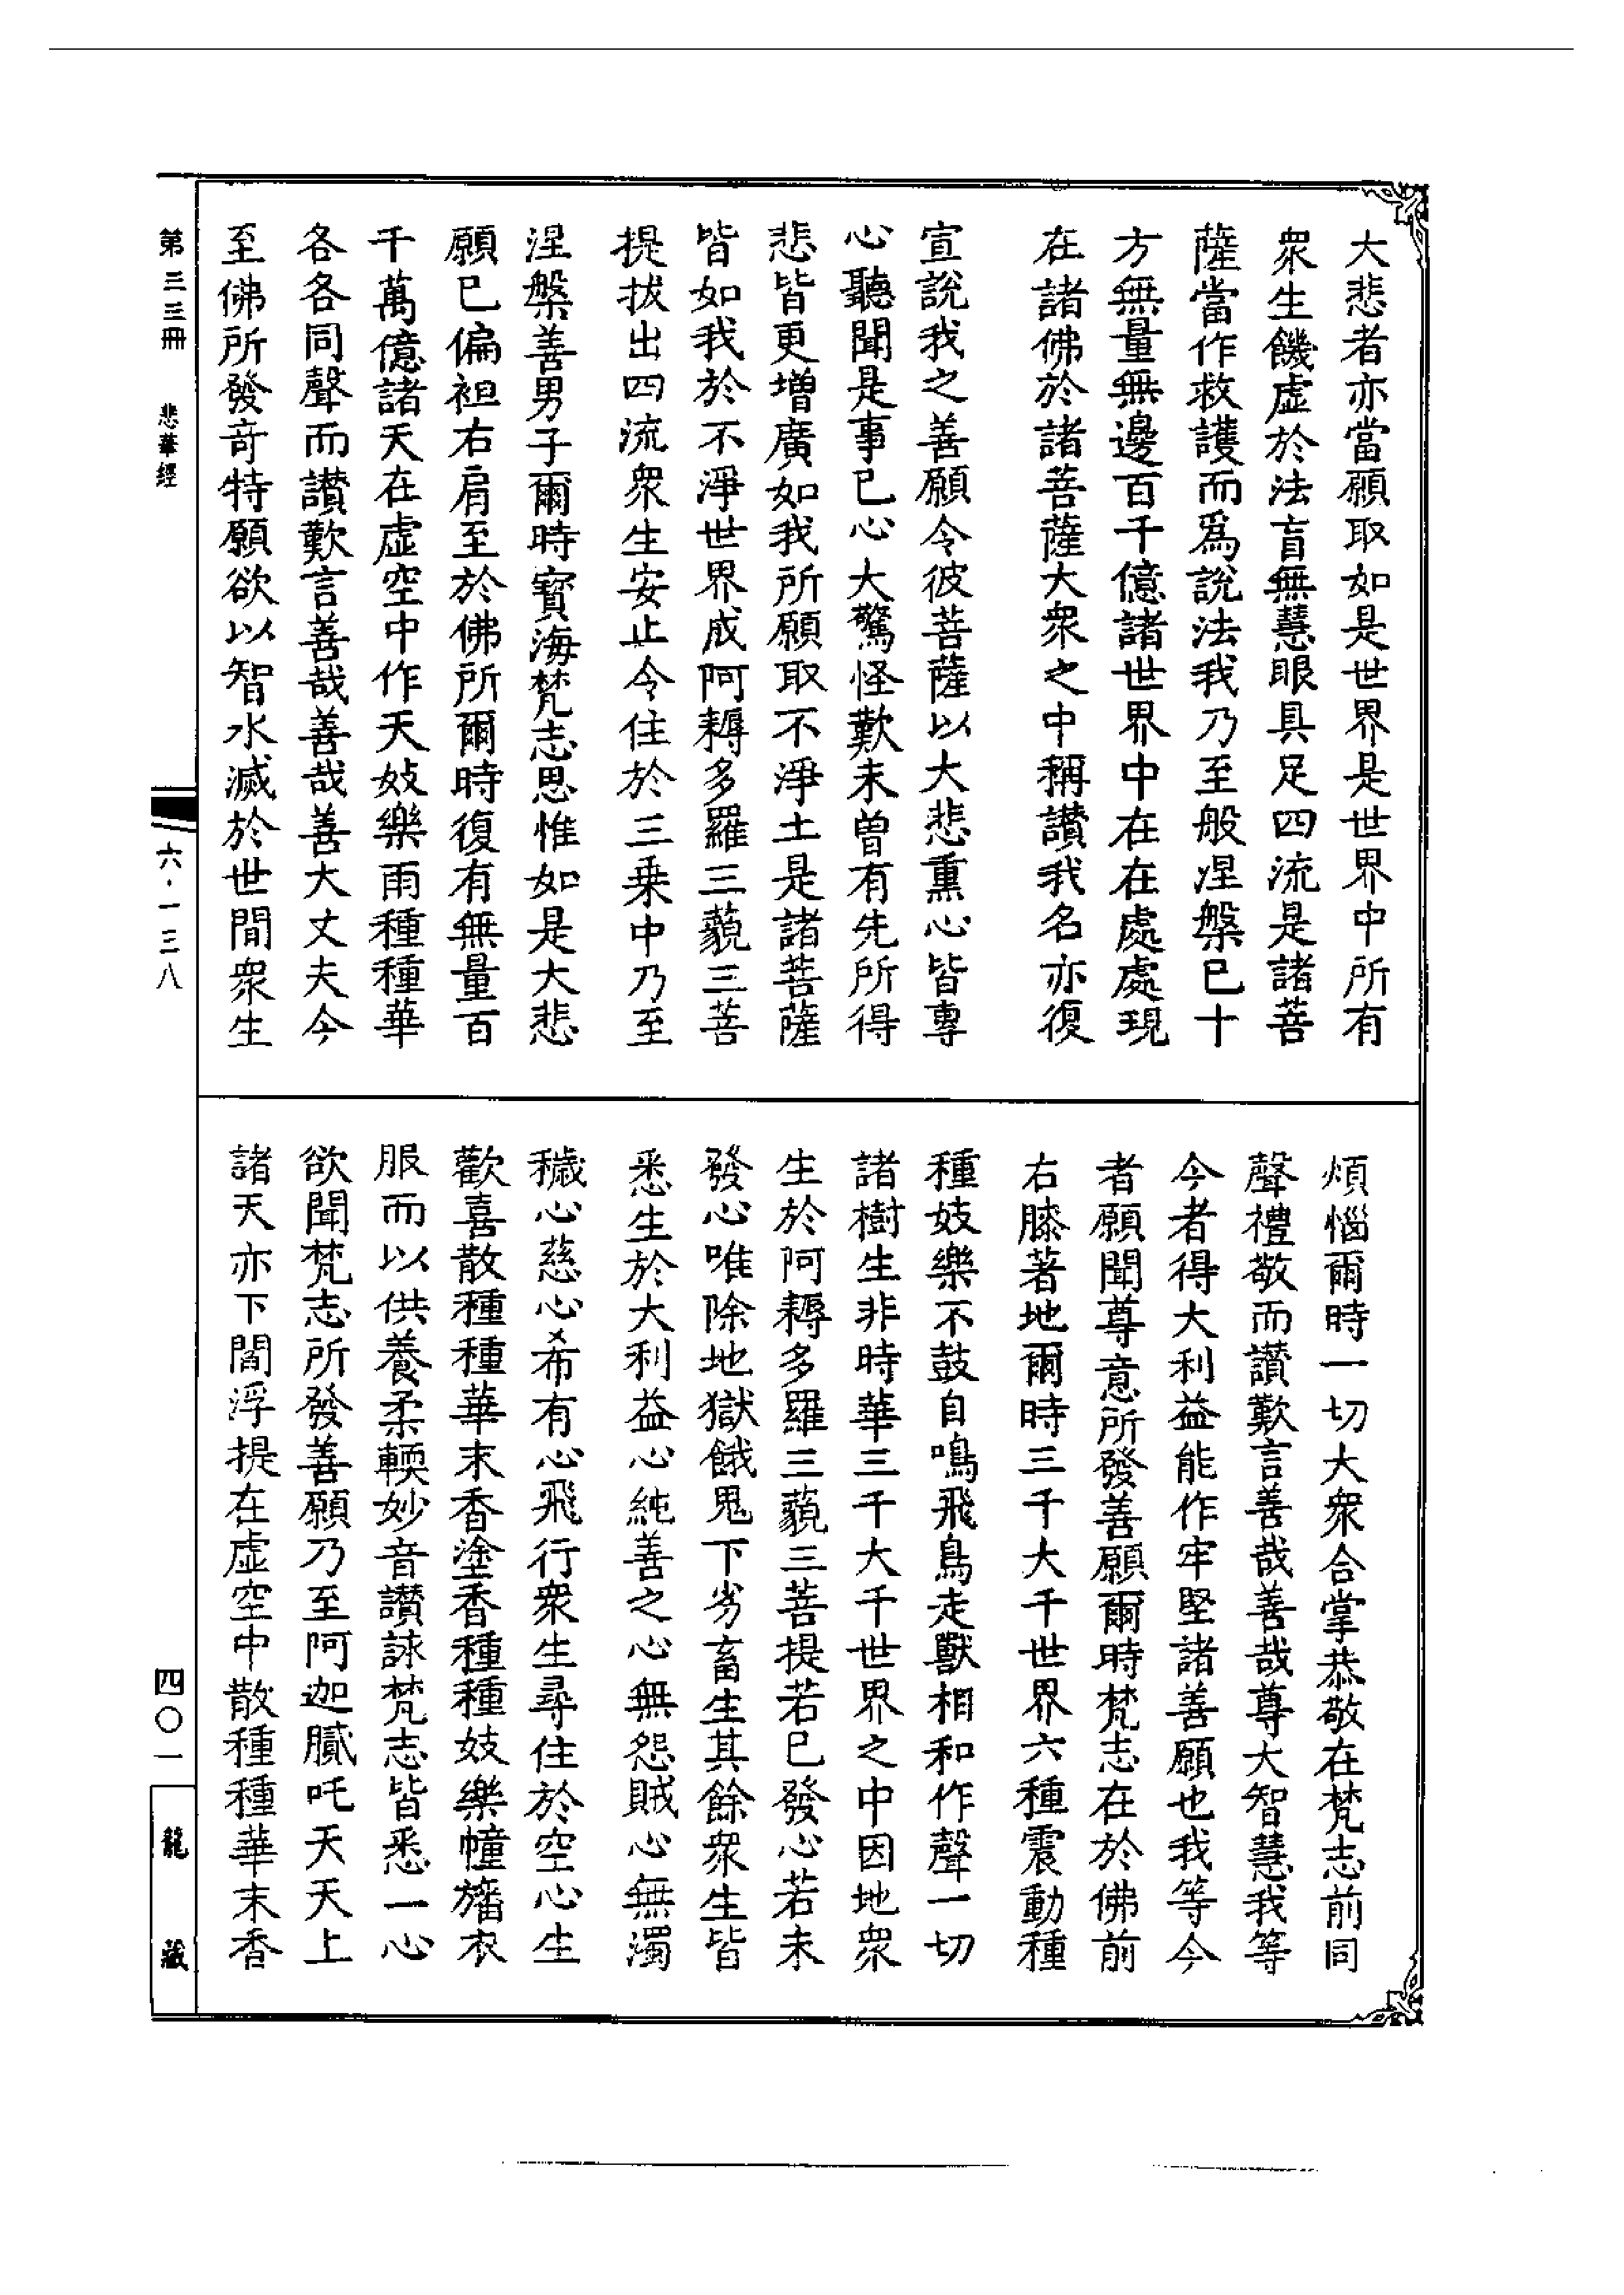 大悲者亦當願取如是世界是世界中所有
衆生饑虛於法盲無慧眼具足四流是諸菩
薩當作救護而爲說法我乃至般涅槃已十
方無量無邊百千億諸世界中在在處處現
在諸佛於諸菩薩大衆之中稱讃我名亦復
宣說我之善願令彼菩薩以大悲熏心皆專
心聽聞是事已心大驚怪歎未曾有先所得
悲皆更增廣如我所願取不淨土是諸菩薩
皆如我於不淨世界成阿耨多羅三藐三菩
提拔出四流衆生安止令住於三乗中乃至
涅槃善男子爾時寳海梵志思惟如是大悲
願已偏袒右肩至於佛所爾時復有無量百
千萬億諸天在虛空中作天妓樂雨種種華
各各同聲而讃歎言善哉善哉善大丈夫今
至佛所發奇特願欲以智水滅於世間衆生
煩惱爾時一切大衆合掌恭敬在梵志前同
聲禮敬而讃歎言善哉善哉尊大智慧我等
今者得大利益能作牢堅諸善願也我等今
者願聞尊意所發善願爾時梵志在於佛前
右膝著地爾時三千大千世界六種震動種
種妓樂不鼓自鳴飛鳥走獸相和作聲一切
諸樹生非時華三千大千世界之中因地衆
生於阿耨多羅三藐三菩提若已發心若未
發心唯除地獄餓鬼下劣畜生其餘衆生皆
悉生於大利益心純善之心無怨賊心無濁
穢心慈心希有心飛行衆生尋住於空心生
歡喜散種種華末香塗香種種妓樂幢旛衣
服而以供養柔輭妙音讃詠梵志皆悉一心
欲聞梵志所發善願乃至阿迦膩吒天天上
諸天亦下閻浮提在虛空中散種種華末香
第三三冊 悲華經
六·一三八
四〇一
龍藏